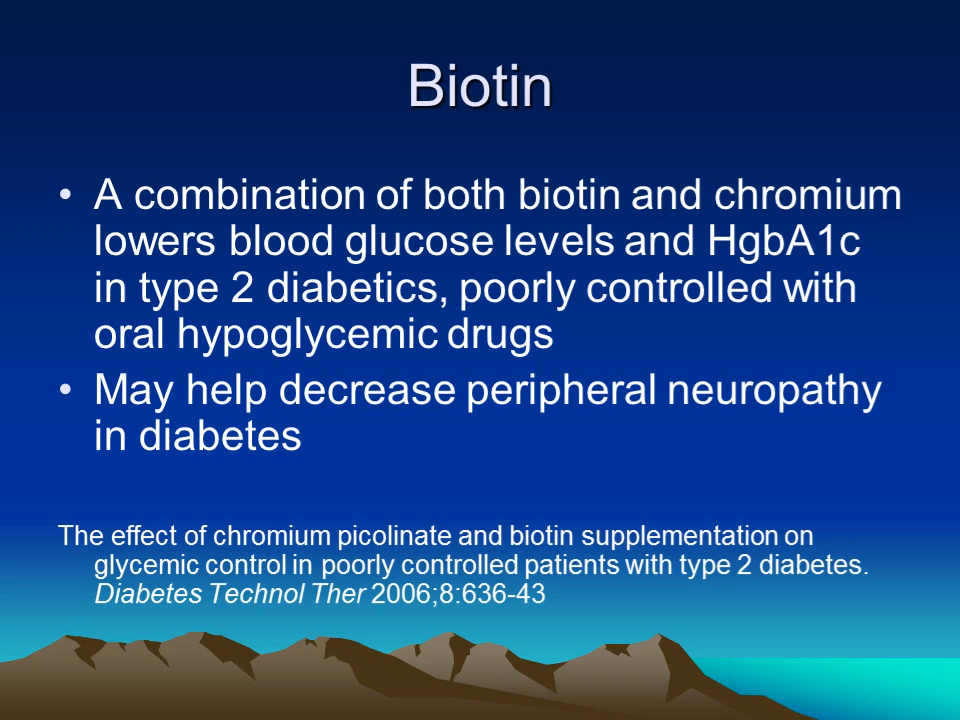 Biotin
• A combination of both biotin and chromium
lowers blood glucose levels and HgbA1c
in type 2 diabetics, poorly controlled with
oral hypoglycemic drugs
• May help decrease peripheral neuropathy
in diabetes
The effect of chromium picolinate and biotin supplementation on
glycemic control in poorly controlled patients with type 2 diabetes.
Diabetes Technol Ther 2006;8:636-43